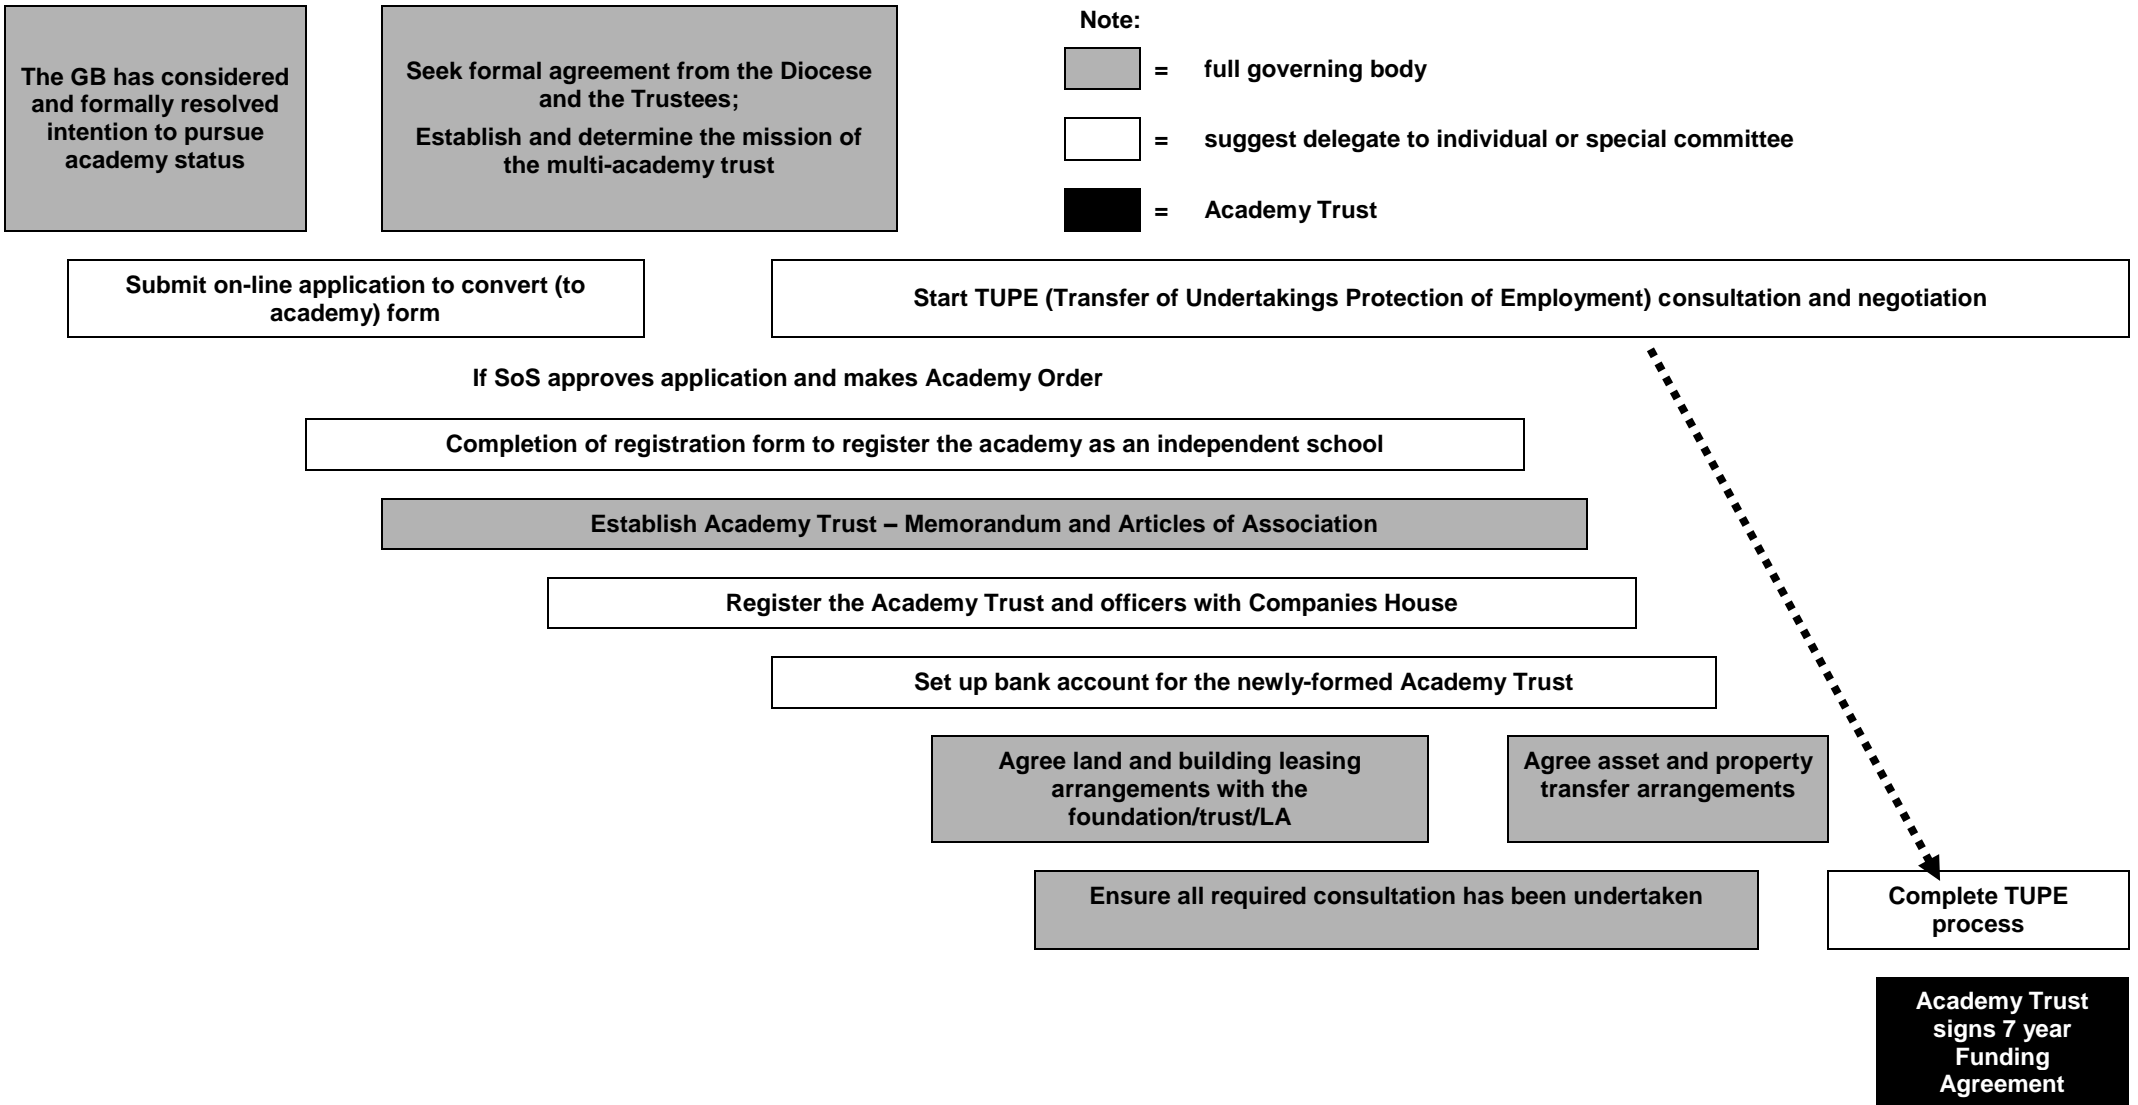 The GB has considered
and formally resolved
intention to pursue
academy status
Seek formal agreement from the Diocese
and the Trustees;
Establish and determine the mission of
the multi-academy trust
Note:
= full governing body
= suggest delegate to individual or special committee
= Academy Trust
Submit on-line application to convert (to
academy) form
Start TUPE (Transfer of Undertakings Protection of Employment) consultation and negotiation
If SoS approves application and makes Academy Order
Completion of registration form to register the academy as an independent school
Establish Academy Trust – Memorandum and Articles of Association
Register the Academy Trust and officers with Companies House
Set up bank account for the newly-formed Academy Trust
Agree land and building leasing
arrangements with the
foundation/trust/LA
Agree asset and property
transfer arrangements
Ensure all required consultation has been undertaken
Complete TUPE
process
Academy Trust
signs 7 year
Funding
Agreement